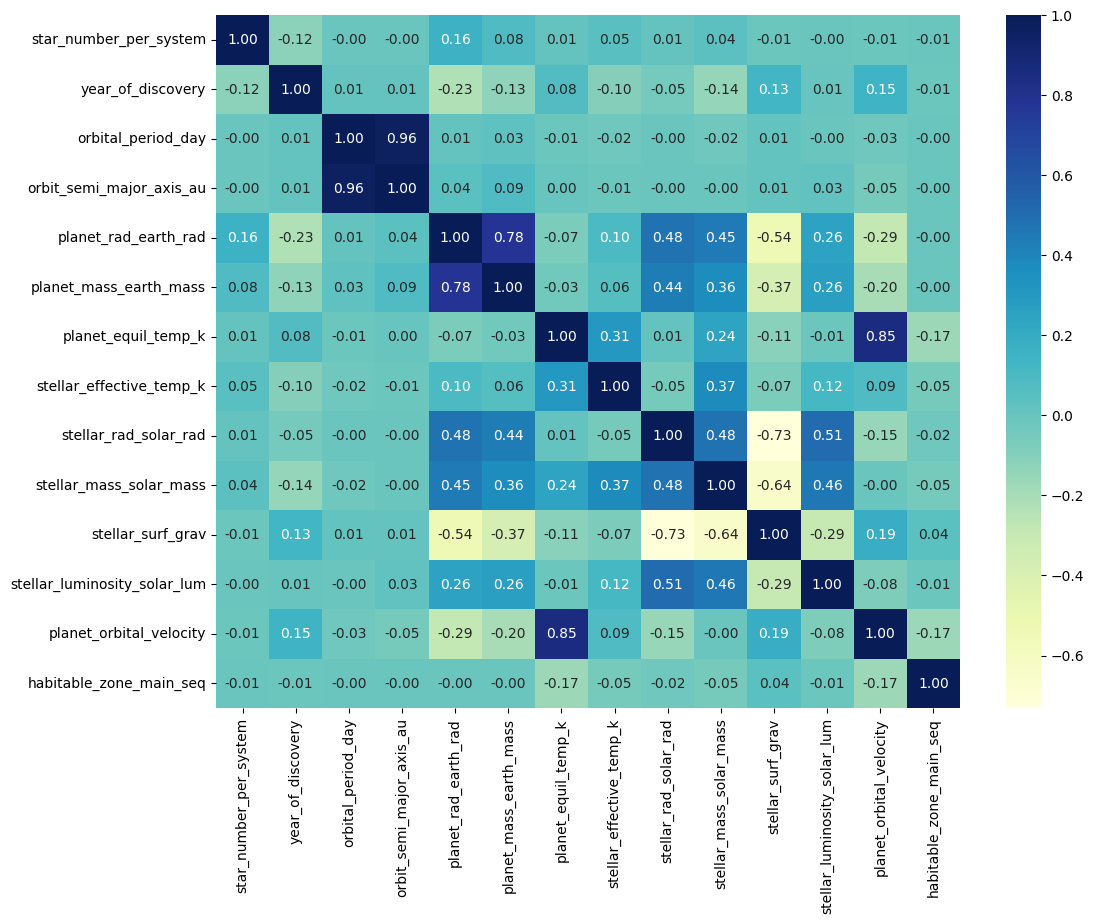 star_number_per_system 1.00 -0.12 -0.00 -0.00 0.16 0.08 0.01 0.05 0.01 0.04 -0.01 -0.00 -0.01 -0.01
year_of_discovery -0.12 1.00 0.01 0.01 -0.23 -0.13 0.08 -0.10 -0.05 -0.14 0.13 0.01 0.15 -0.01
orbital_period_day -0.00 0.01 1.00 0.96 0.01 0.03 -0.01 -0.02 -0.00 -0.02 0.01 -0.00 -0.03 -0.00
orbit_semi_major_axis_au -0.00 0.01 0.96 1.00 0.04 0.09 0.00 -0.01 -0.00 -0.00 0.01 0.03 -0.05 -0.00
planet_rad_earth_rad 0.16 -0.23 0.01 0.04 1.00 0.78 -0.07 0.10 0.48 0.45 -0.54 0.26 -0.29 -0.00
planet_mass_earth_mass 0.08 -0.13 0.03 0.09 0.78 1.00 -0.03 0.06 0.44 0.36 -0.37 0.26 -0.20 -0.00
planet_equil_temp_k 0.01 0.08 -0.01 0.00 -0.07 -0.03 1.00 0.31 0.01 0.24 -0.11 -0.01 0.85 -0.17
stellar_effective_temp_k 0.05 -0.10 -0.02 -0.01 0.10 0.06 0.31 1.00 -0.05 0.37 -0.07 0.12 0.09 -0.05
stellar_rad_solar_rad 0.01 -0.05 -0.00 -0.00 0.48 0.44 0.01 -0.05 1.00 0.48 -0.73 0.51 -0.15 -0.02
stellar_mass_solar_mass 0.04 -0.14 -0.02 -0.00 0.45 0.36 0.24 0.37 0.48 1.00 -0.64 0.46 -0.00 -0.05
stellar_surf_grav -0.01 0.13 0.01 0.01 -0.54 -0.37 -0.11 -0.07 -0.73 -0.64 1.00 -0.29 0.19 0.04
stellar_luminosity_solar_lum -0.00 0.01 -0.00 0.03 0.26 0.26 -0.01 0.12 0.51 0.46 -0.29 1.00 -0.08 -0.01
planet_orbital_velocity -0.01 0.15 -0.03 -0.05 -0.29 -0.20 0.85 0.09 -0.15 -0.00 0.19 -0.08 1.00 -0.17
habitable_zone_main_seq -0.01 -0.01 -0.00 -0.00 -0.00 -0.00 -0.17 -0.05 -0.02 -0.05 0.04 -0.01 -0.17 1.00
star_number_per_system
year_of_discovery
orbital_period_day
orbit_semi_major_axis_au
planet_rad_earth_rad
planet_mass_earth_mass
planet_equil_temp_k
stellar_effective_temp_k
stellar_rad_solar_rad
stellar_mass_solar_mass
stellar_surf_grav
stellar_luminosity_solar_lum
planet_orbital_velocity
habitable_zone_main_seq
1.0
0.8
0.6
0.4
0.2
0.0
−0.2
−0.4
−0.6